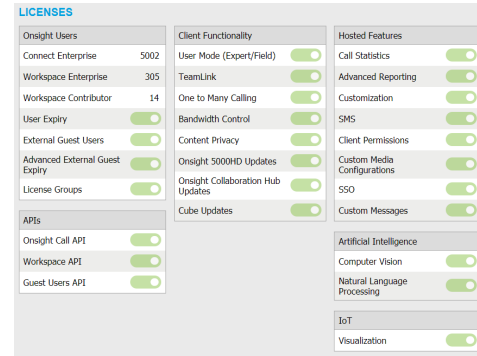 LICENSES
Onsight Users
Connect Enterprise 5002
Workspace Enterprise 305
Workspace Contributor 14
User Expiry
External Guest Users
Advanced External Guest
Expiry
License Groups
APIs
Onsight Call API
Workspace API
Guest Users API
Client Functionality
User Mode (Expert/Field)
TeamLink
One to Many Calling
Bandwidth Control
Content Privacy
Onsight 5000HD Updates
Onsight Collaboration Hub
Updates
Cube Updates
Hosted Features
Call Statistics
Advanced Reporting
Customization
SMS
Client Permissions
Custom Media
Configurations
SSO
Custom Messages
Artificial Intelligence
Computer Vision
Natural Language
Processing
IoT
Visualization